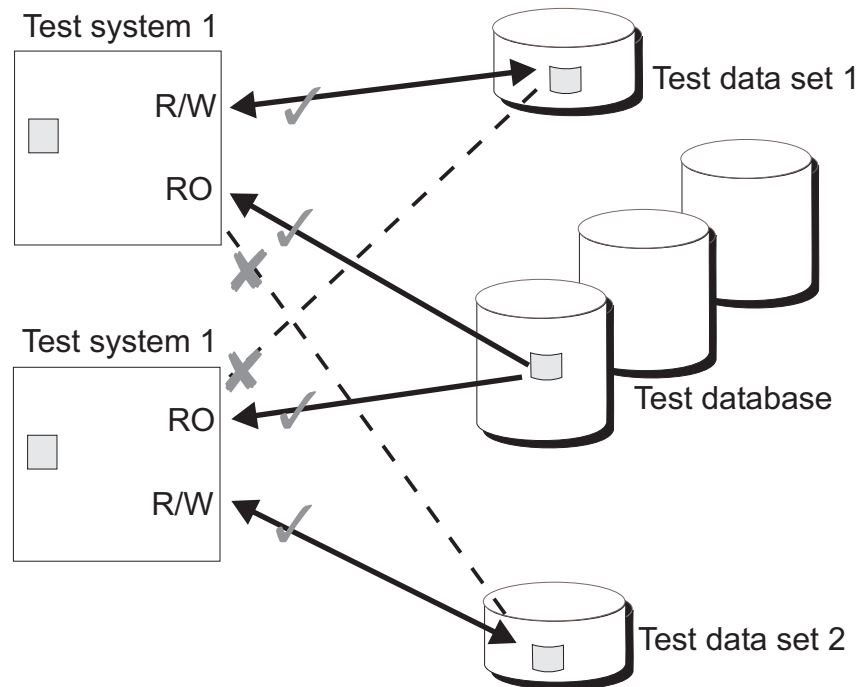 Test system 1
R/W
RO
Test data set 1
Test system 1
RO
R/W
Test database
Test data set 2